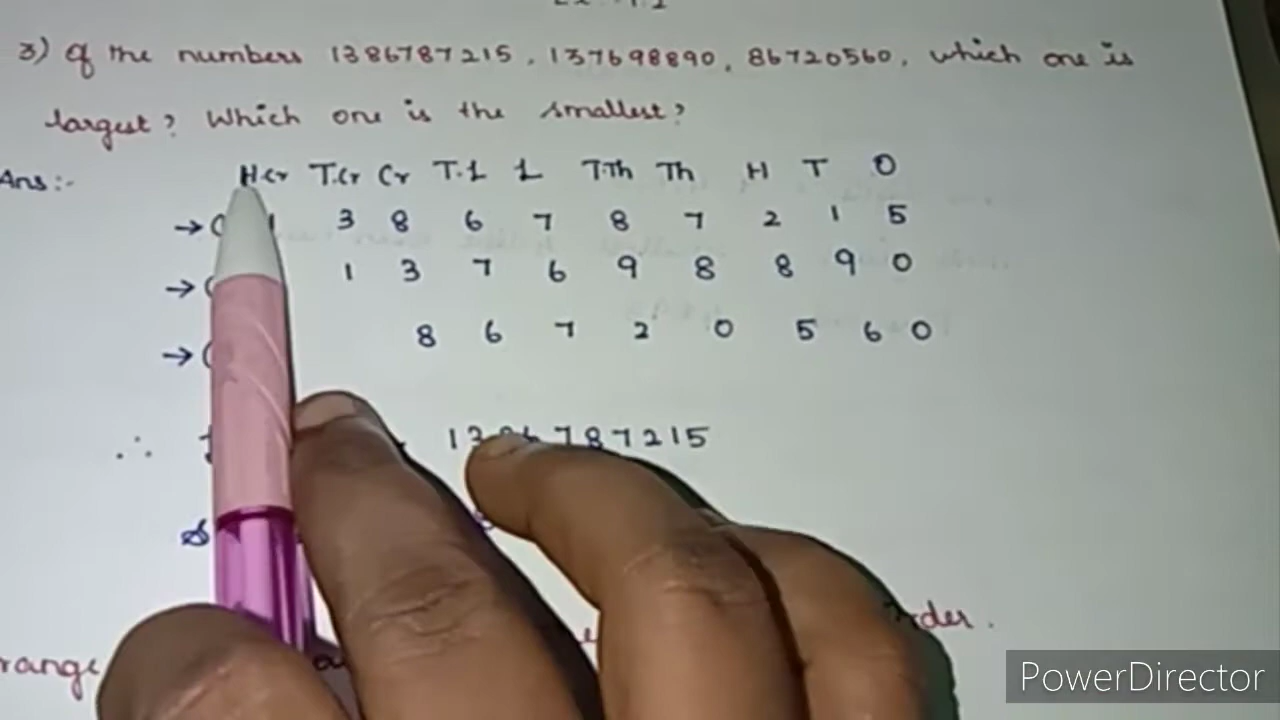 3) Of the numbers 1386787215, 137698890, 86720560, which one is
largest? Which one is the smallest?
Ans:- H.Cr T.Cr Cr T.L L T.Th Th H T O
→ 1 3 8 6 7 8 7 2 1 5
→ 1 3 7 6 9 8 8 9 0
→ 8 6 7 2 0 5 6 0
∴ 1386787215
PowerDirector